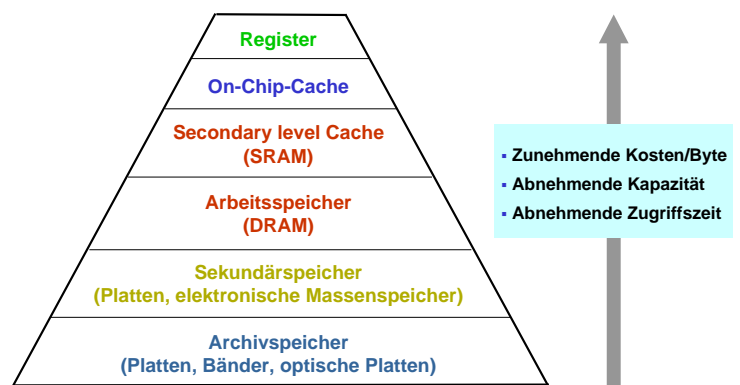 Register
On-Chip-Cache
Secondary level Cache
(SRAM)
Arbeitsspeicher
(DRAM)
Sekundärspeicher
(Platten, elektronische Massenspeicher)
Archivspeicher
(Platten, Bänder, optische Platten)
▪ Zunehmende Kosten/Byte
▪ Abnehmende Kapazität
▪ Abnehmende Zugriffszeit